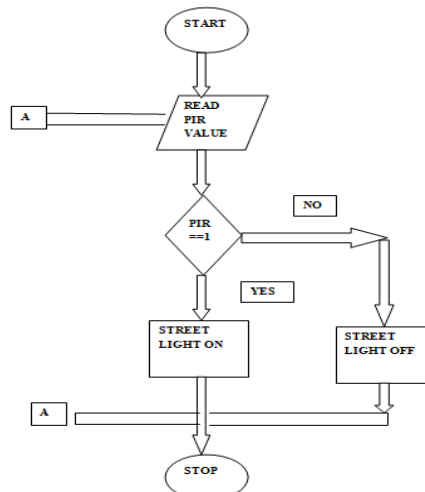 START
A
READ
PIR
VALUE
NO
PIR
==1
YES
STREET
LIGHT ON
STREET
LIGHT OFF
A
STOP